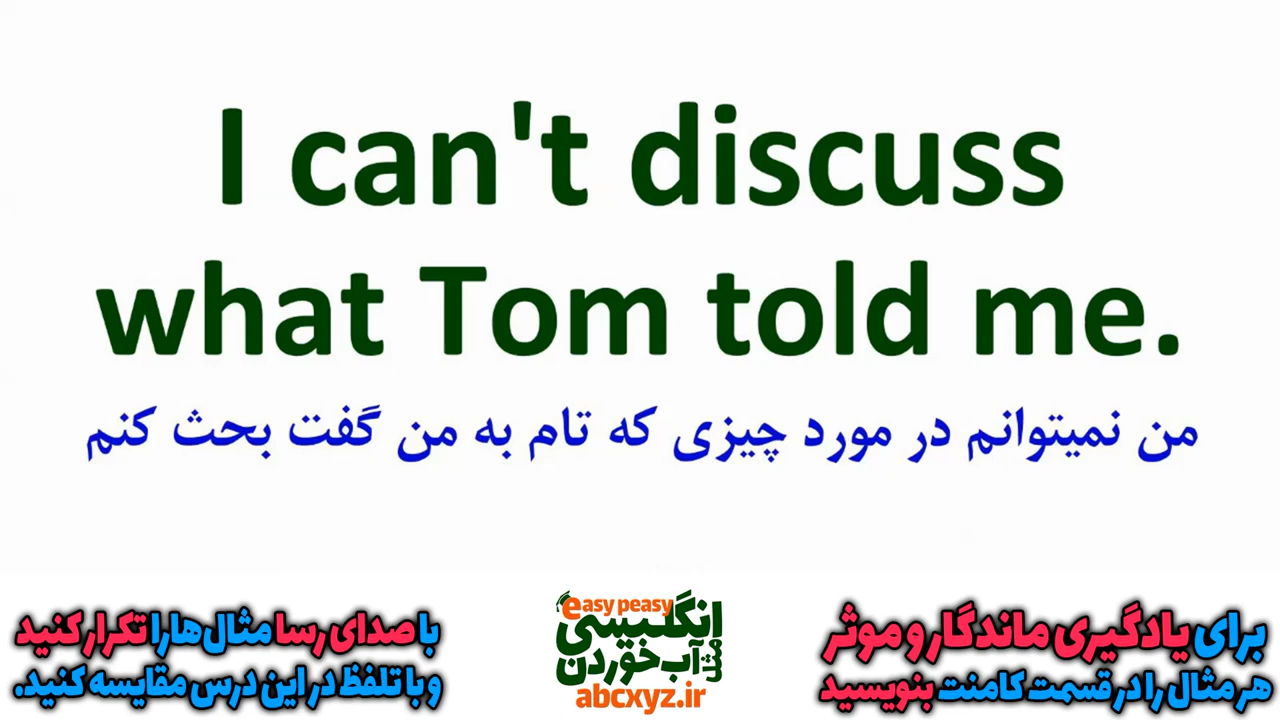 I can't discuss
what Tom told me.
من نمیتوانم در مورد چیزی که تام به من گفت بحث کنم
برای یادگیری ماندگار و موثر
هر مثال را در قسمت کامنت بنویسید
easy peasy
انگلیسی
مثل آب خوردن
abcxyz.ir
با صدای رسا مثال‌ها را تکرار کنید
و با تلفظ در این درس مقایسه کنید.